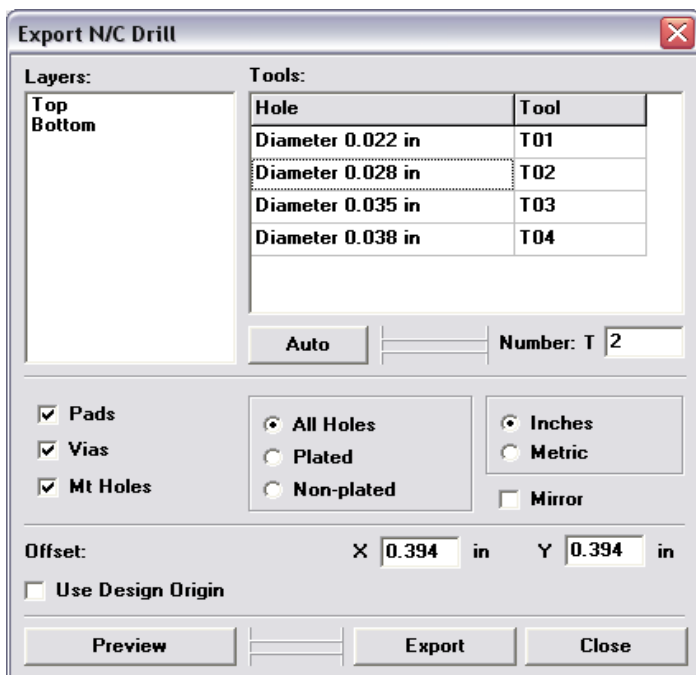 Export N/C Drill
Layers:
Top
Bottom
Tools:
Hole Tool
Diameter 0.022 in T01
Diameter 0.028 in T02
Diameter 0.035 in T03
Diameter 0.038 in T04
Auto
Number: T 2
Pads
Vias
Mt Holes
All Holes
Plated
Non-plated
Inches
Metric
Mirror
Offset: X 0.394 in Y 0.394 in
Use Design Origin
Preview Export Close